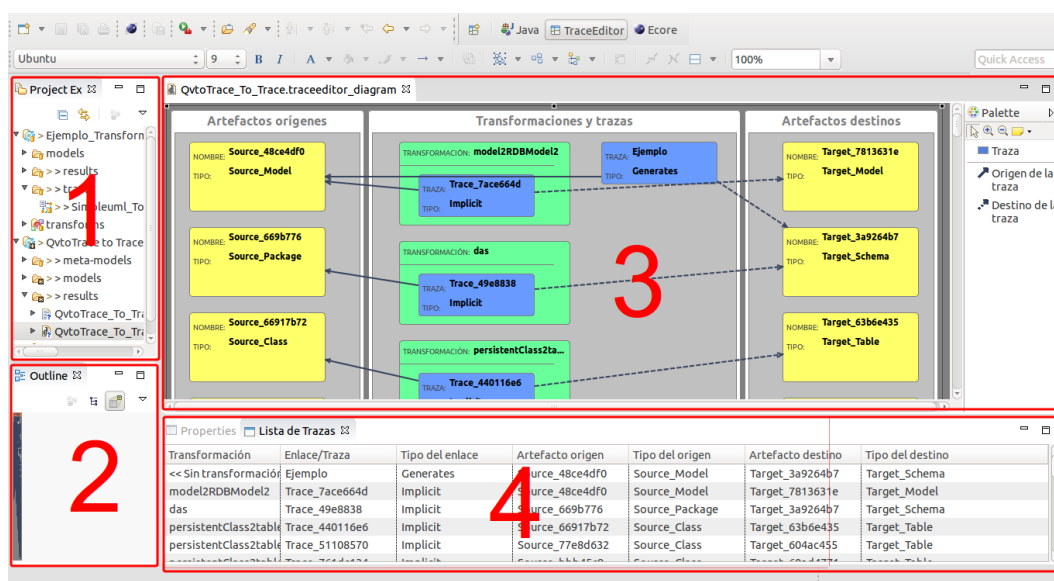 Java TraceEditor Ecore
Ubuntu 9 B I A 100% Quick Access
Project Ex
> Ejemplo_Transform
models
> > results
> > tra
> > Simpleuml_To
transforms
> QvtoTrace to Trace
> > meta-models
> > models
> > results
QvtoTrace_To_Tra
QvtoTrace_To_Tra
1
Outline
2
QvtoTrace_To_Trace.traceeditor_diagram
Artefactos orígenes
NOMBRE: Source_48ce4df0
TIPO: Source_Model
NOMBRE: Source_669b776
TIPO: Source_Package
NOMBRE: Source_66917b72
TIPO: Source_Class
Transformaciones y trazas
TRANSFORMACIÓN: model2RDBModel2
TRAZA: Trace_7ace664d
TIPO: Implicit
TRAZA: Ejemplo
TIPO: Generates
TRANSFORMACIÓN: das
TRAZA: Trace_49e8838
TIPO: Implicit
TRANSFORMACIÓN: persistentClass2ta...
TRAZA: Trace_440116e6
TIPO: Implicit
3
Artefactos destinos
NOMBRE: Target_7813631e
TIPO: Target_Model
NOMBRE: Target_3a9264b7
TIPO: Target_Schema
NOMBRE: Target_63b6e435
TIPO: Target_Table
Palette
Traza
Origen de la
traza
Destino de la
traza
Properties Lista de Trazas
Transformación Enlace/Traza Tipo del enlace Artefacto origen Tipo del origen Artefacto destino Tipo del destino
<< Sin transformación Ejemplo Generates Source_48ce4df0 Source_Model Target_3a9264b7 Target_Schema
model2RDBModel2 Trace_7ace664d Implicit Source_48ce4df0 Source_Model Target_7813631e Target_Model
das Trace_49e8838 Implicit Source_669b776 Source_Package Target_3a9264b7 Target_Schema
persistentClass2table Trace_440116e6 Implicit Source_66917b72 Source_Class Target_63b6e435 Target_Table
persistentClass2table Trace_51108570 Implicit Source_77e8d632 Source_Class Target_604ac455 Target_Table
4